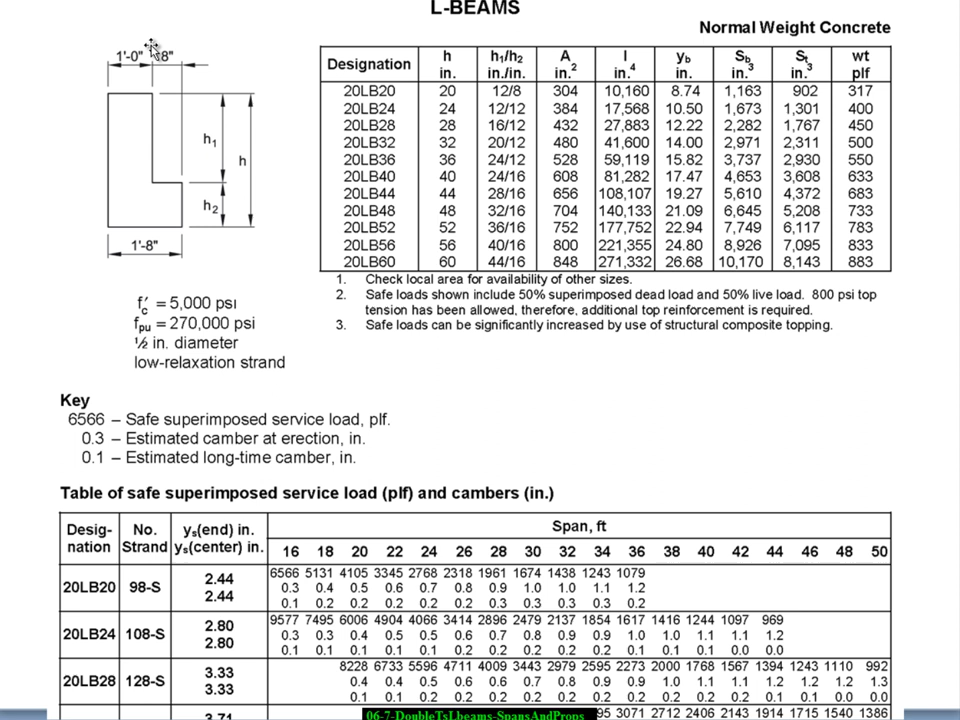 L-BEAMS
Normal Weight Concrete
1'-0" 8"
h₁
h
h₂
1'-8"
Designation h in. h₁/h₂ in./in. A in.² I in.⁴ y_b in. S_b in.³ S_t in.³ wt plf
20LB20 20 12/8 304 10,160 8.74 1,163 902 317
20LB24 24 12/12 384 17,568 10.50 1,673 1,301 400
20LB28 28 16/12 432 27,883 12.22 2,282 1,767 450
20LB32 32 20/12 480 41,600 14.00 2,971 2,311 500
20LB36 36 24/12 528 59,119 15.82 3,737 2,930 550
20LB40 40 24/16 608 81,282 17.47 4,653 3,608 633
20LB44 44 28/16 656 108,107 19.27 5,610 4,372 683
20LB48 48 32/16 704 140,133 21.09 6,645 5,208 733
20LB52 52 36/16 752 177,752 22.94 7,749 6,117 783
20LB56 56 40/16 800 221,355 24.80 8,926 7,095 833
20LB60 60 44/16 848 271,332 26.68 10,170 8,143 883
1. Check local area for availability of other sizes.
2. Safe loads shown include 50% superimposed dead load and 50% live load. 800 psi top
tension has been allowed, therefore, additional top reinforcement is required.
3. Safe loads can be significantly increased by use of structural composite topping.
f′c = 5,000 psi
fpu = 270,000 psi
½ in. diameter
low-relaxation strand
Key
6566 – Safe superimposed service load, plf.
0.3 – Estimated camber at erection, in.
0.1 – Estimated long-time camber, in.
Table of safe superimposed service load (plf) and cambers (in.)
Desig-nation No. Strand ys(end) in. ys(center) in. Span, ft
16 18 20 22 24 26 28 30 32 34 36 38 40 42 44 46 48 50
20LB20 98-S 2.44 2.44
6566 5131 4105 3345 2768 2318 1961 1674 1438 1243 1079
0.3 0.4 0.5 0.6 0.7 0.8 0.9 1.0 1.0 1.1 1.2
0.1 0.2 0.2 0.2 0.2 0.2 0.3 0.3 0.3 0.3 0.2
20LB24 108-S 2.80 2.80
9577 7495 6006 4904 4066 3414 2896 2479 2137 1854 1617 1416 1244 1097 969
0.3 0.3 0.4 0.5 0.5 0.6 0.7 0.8 0.9 0.9 1.0 1.0 1.1 1.1 1.2
0.1 0.1 0.1 0.1 0.1 0.2 0.2 0.2 0.2 0.2 0.1 0.1 0.1 0.0 0.0
20LB28 128-S 3.33 3.33
8228 6733 5596 4711 4009 3443 2979 2595 2273 2000 1768 1567 1394 1243 1110 992
0.4 0.4 0.5 0.6 0.6 0.7 0.8 0.9 0.9 1.0 1.1 1.1 1.2 1.2 1.2 1.3
0.1 0.1 0.2 0.2 0.2 0.2 0.2 0.2 0.2 0.2 0.2 0.2 0.1 0.1 0.0 0.0
3.71
95 3071 2712 2406 2143 1914 1715 1540 1386
06-7-DoubleTsLbeams-SpansAndProps